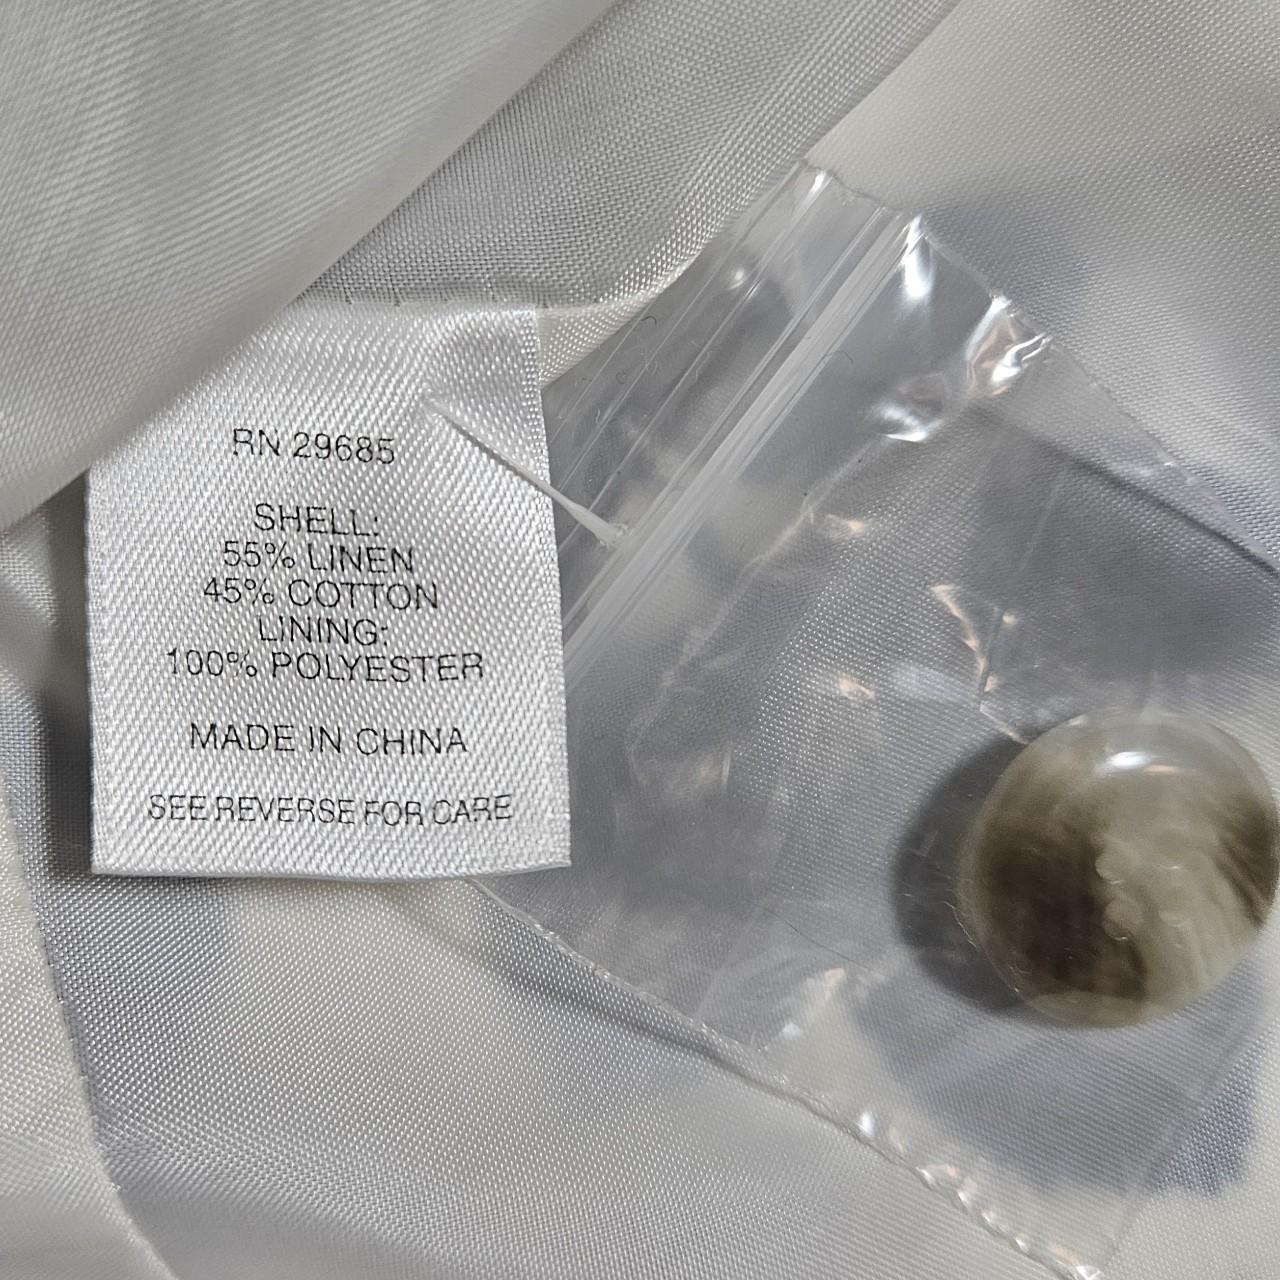 RN 29685
SHELL:
55% LINEN
45% COTTON
LINING:
100% POLYESTER
MADE IN CHINA
SEE REVERSE FOR CARE